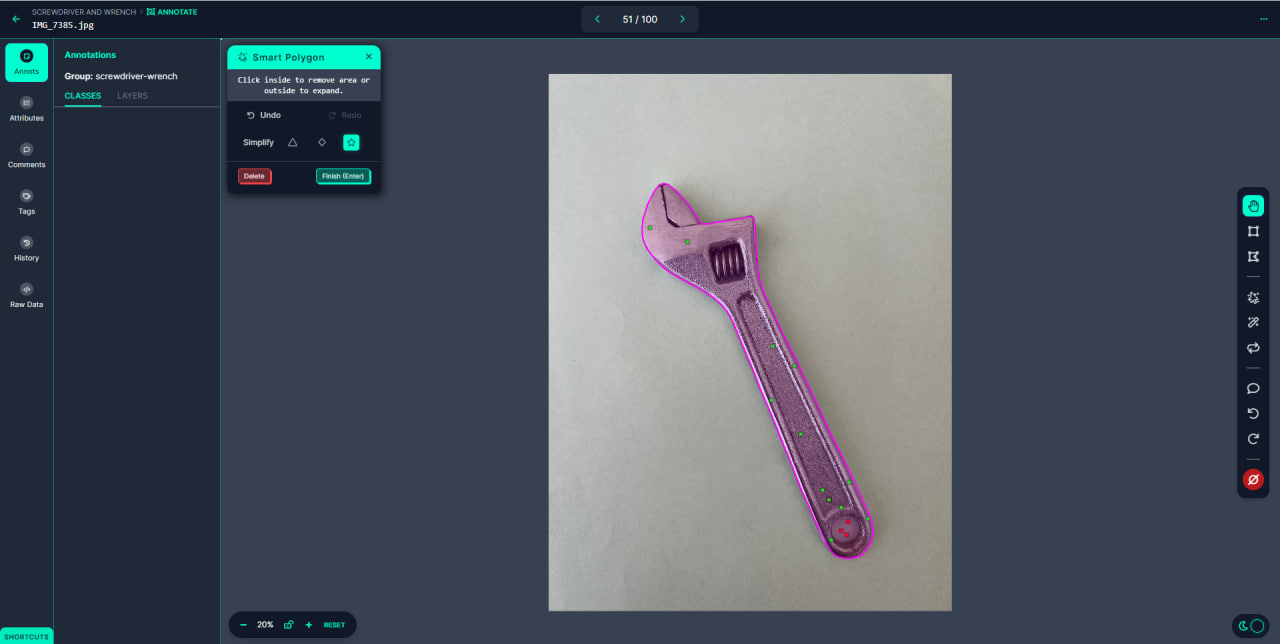 SCREWDRIVER AND WRENCH > ANNOTATE
IMG_7385.jpg
51 / 100
Annots
Attributes
Comments
Tags
History
Raw Data
SHORTCUTS
Annotations
Group: screwdriver-wrench
CLASSES LAYERS
Smart Polygon
Click inside to remove area or
outside to expand.
Undo Redo
Simplify
Delete Finish (Enter)
20% RESET